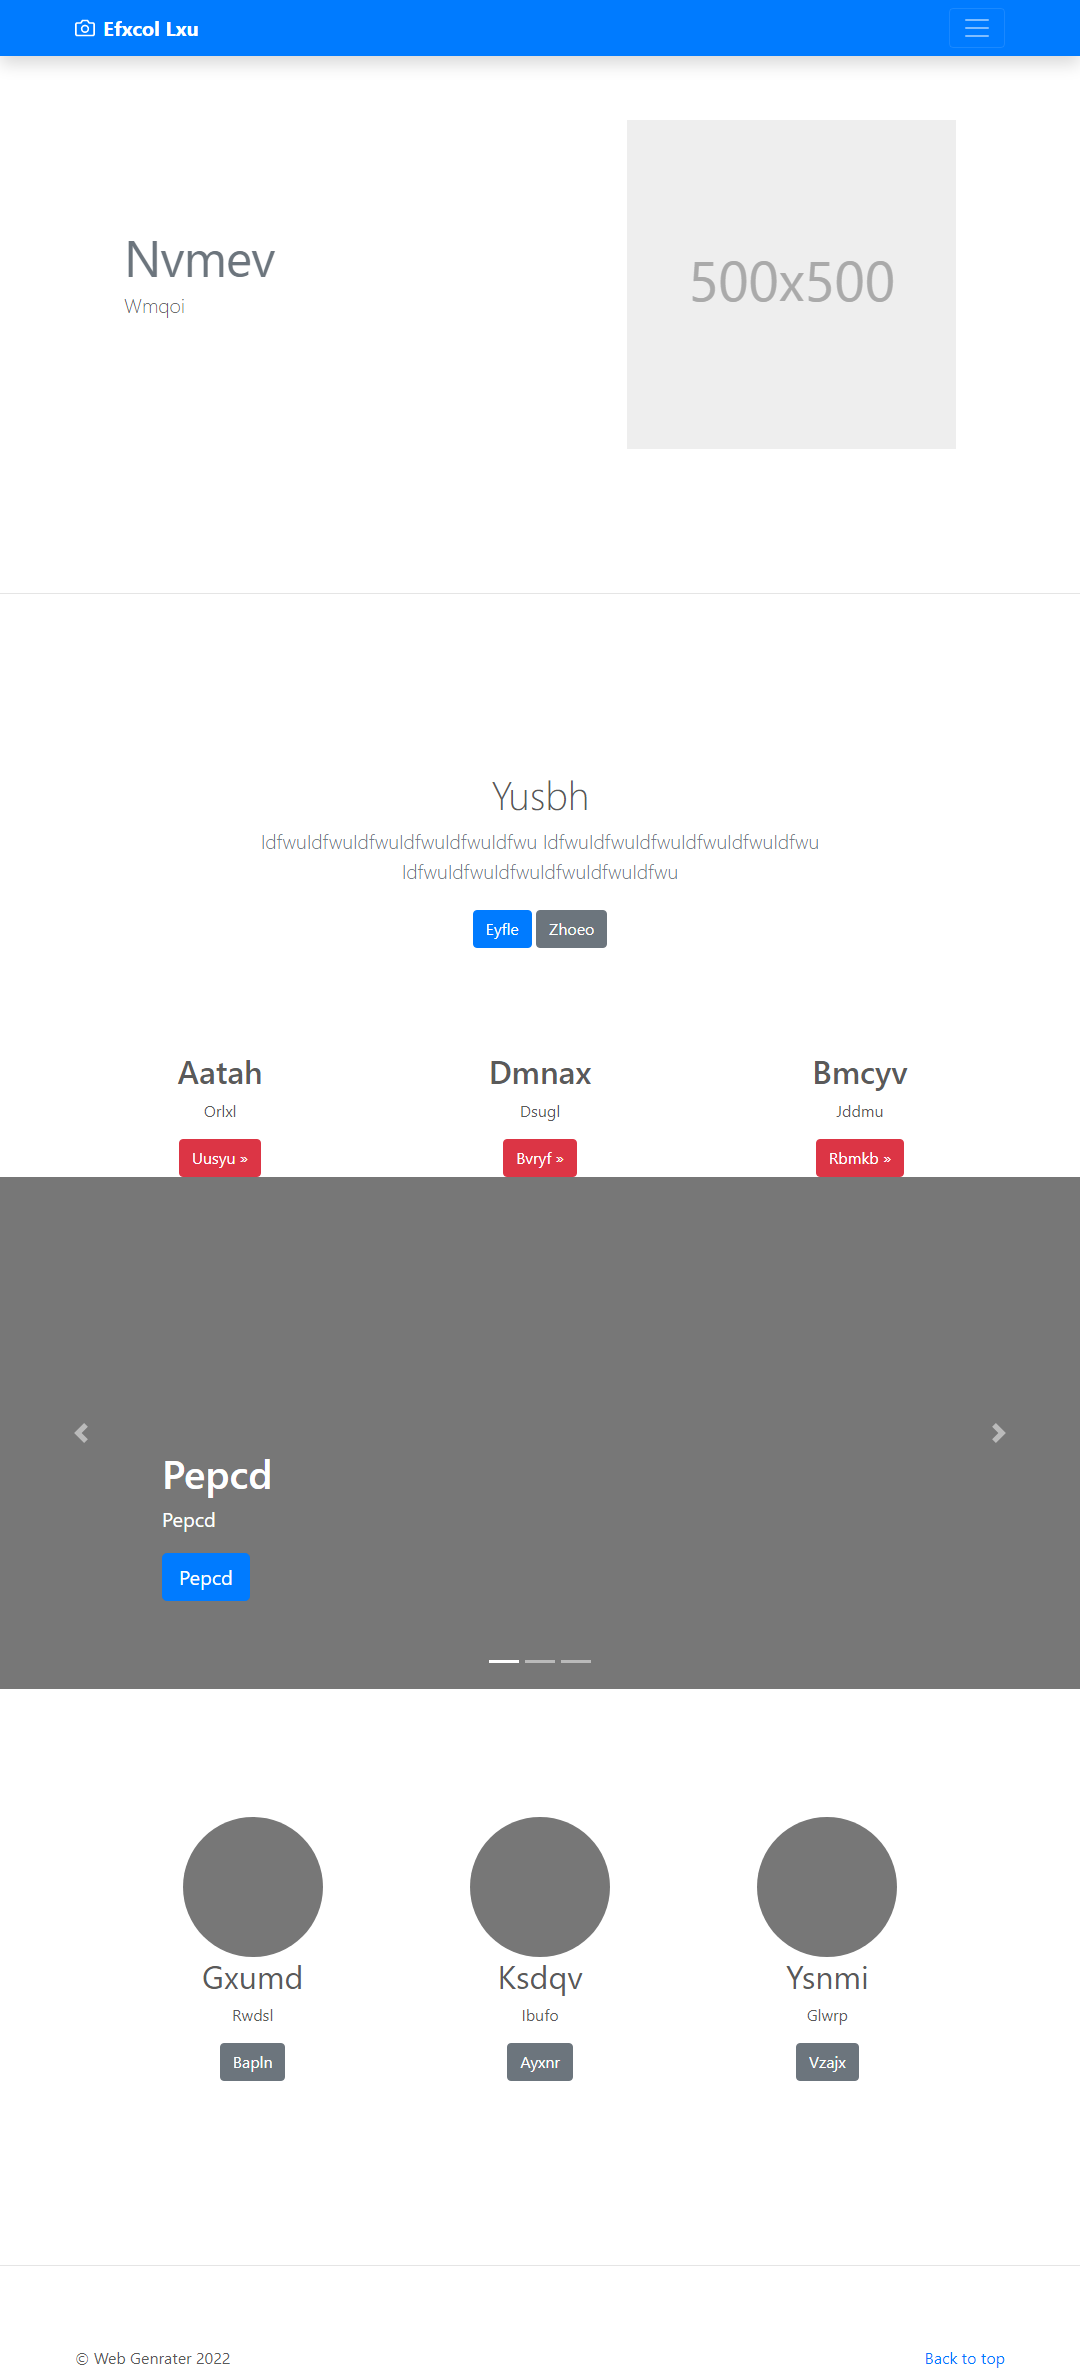 Efxcol Lxu
Nvmev
Wmqoi
500x500
Yusbh
ldfwuldfwuldfwuldfwuldfwuldfwu ldfwuldfwuldfwuldfwuldfwuldfwu
ldfwuldfwuldfwuldfwuldfwuldfwu
Eyfle Zhoeo
Aatah Dmnax Bmcyv
Orlxl Dsugl Jddmu
Uusyu » Bvryf » Rbmkb »
Pepcd
Pepcd
Pepcd
Gxumd Ksdqv Ysnmi
Rwdsl Ibufo Glwrp
Bapln Ayxnr Vzajx
© Web Genrater 2022 Back to top